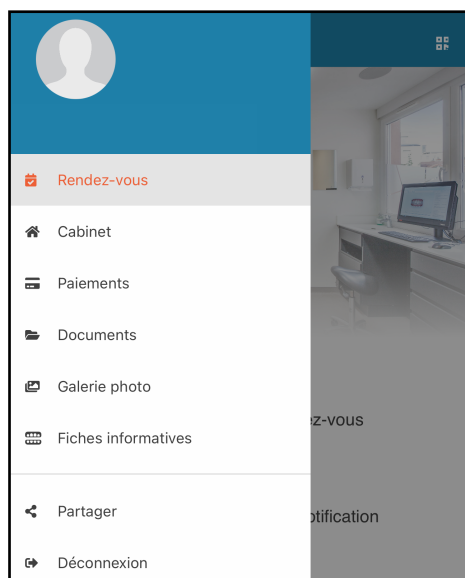 Rendez-vous
Cabinet
Paiements
Documents
Galerie photo
Fiches informatives
ez-vous
Partager
otification
Déconnexion